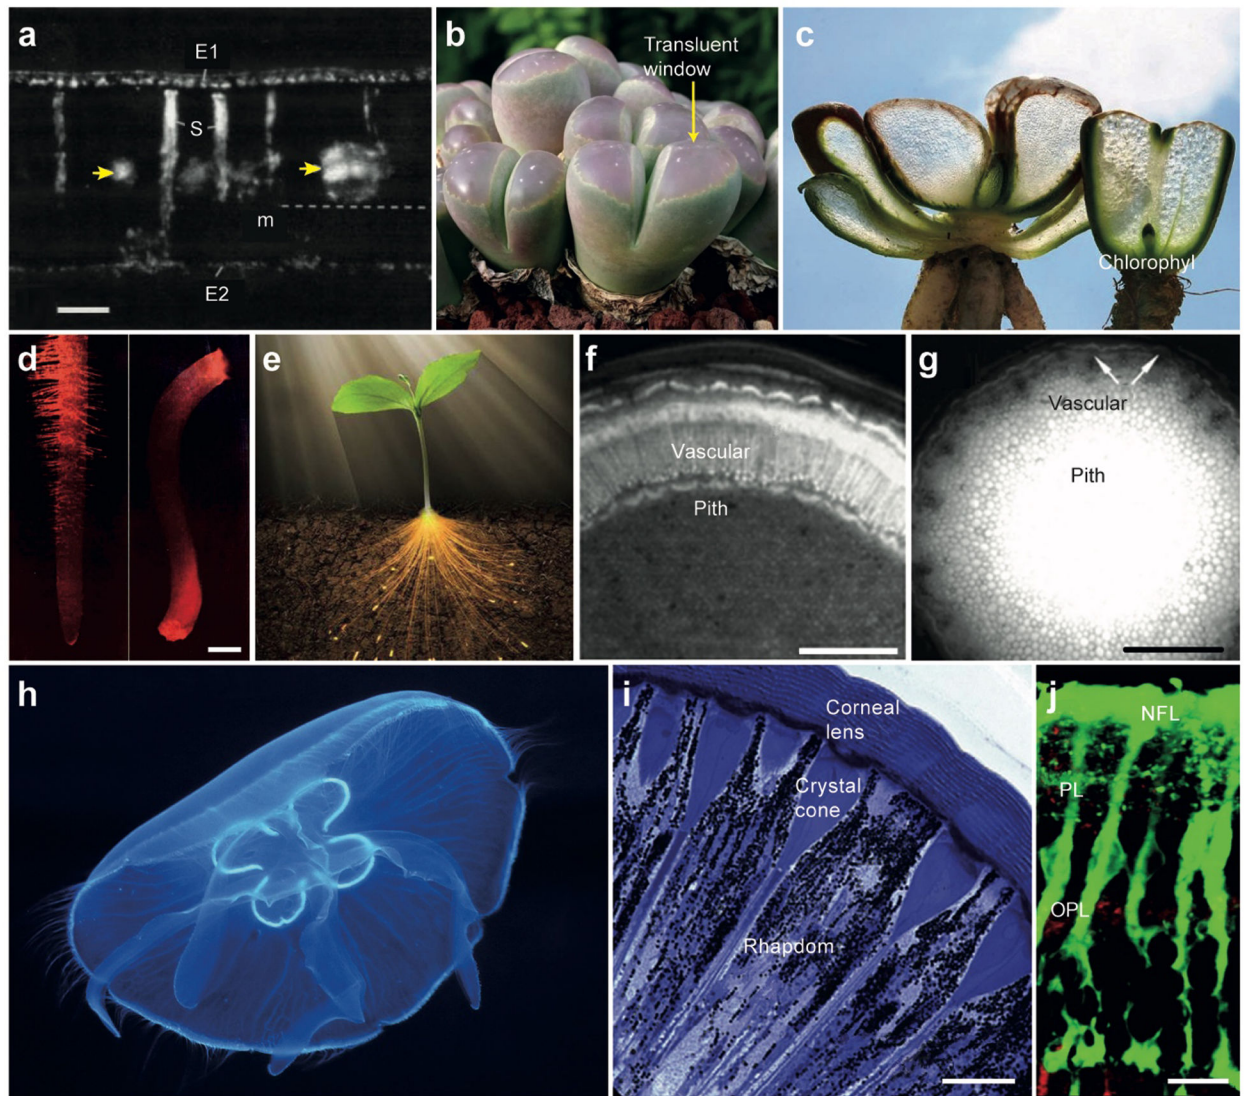 a
E1
S
m
E2
b
Transluent
window
c
Chlorophyl
d
e
f
Vascular
Pith
g
Vascular
Pith
h
i
Corneal
lens
Crystal
cone
Rhapdom
j
NFL
PL
OPL